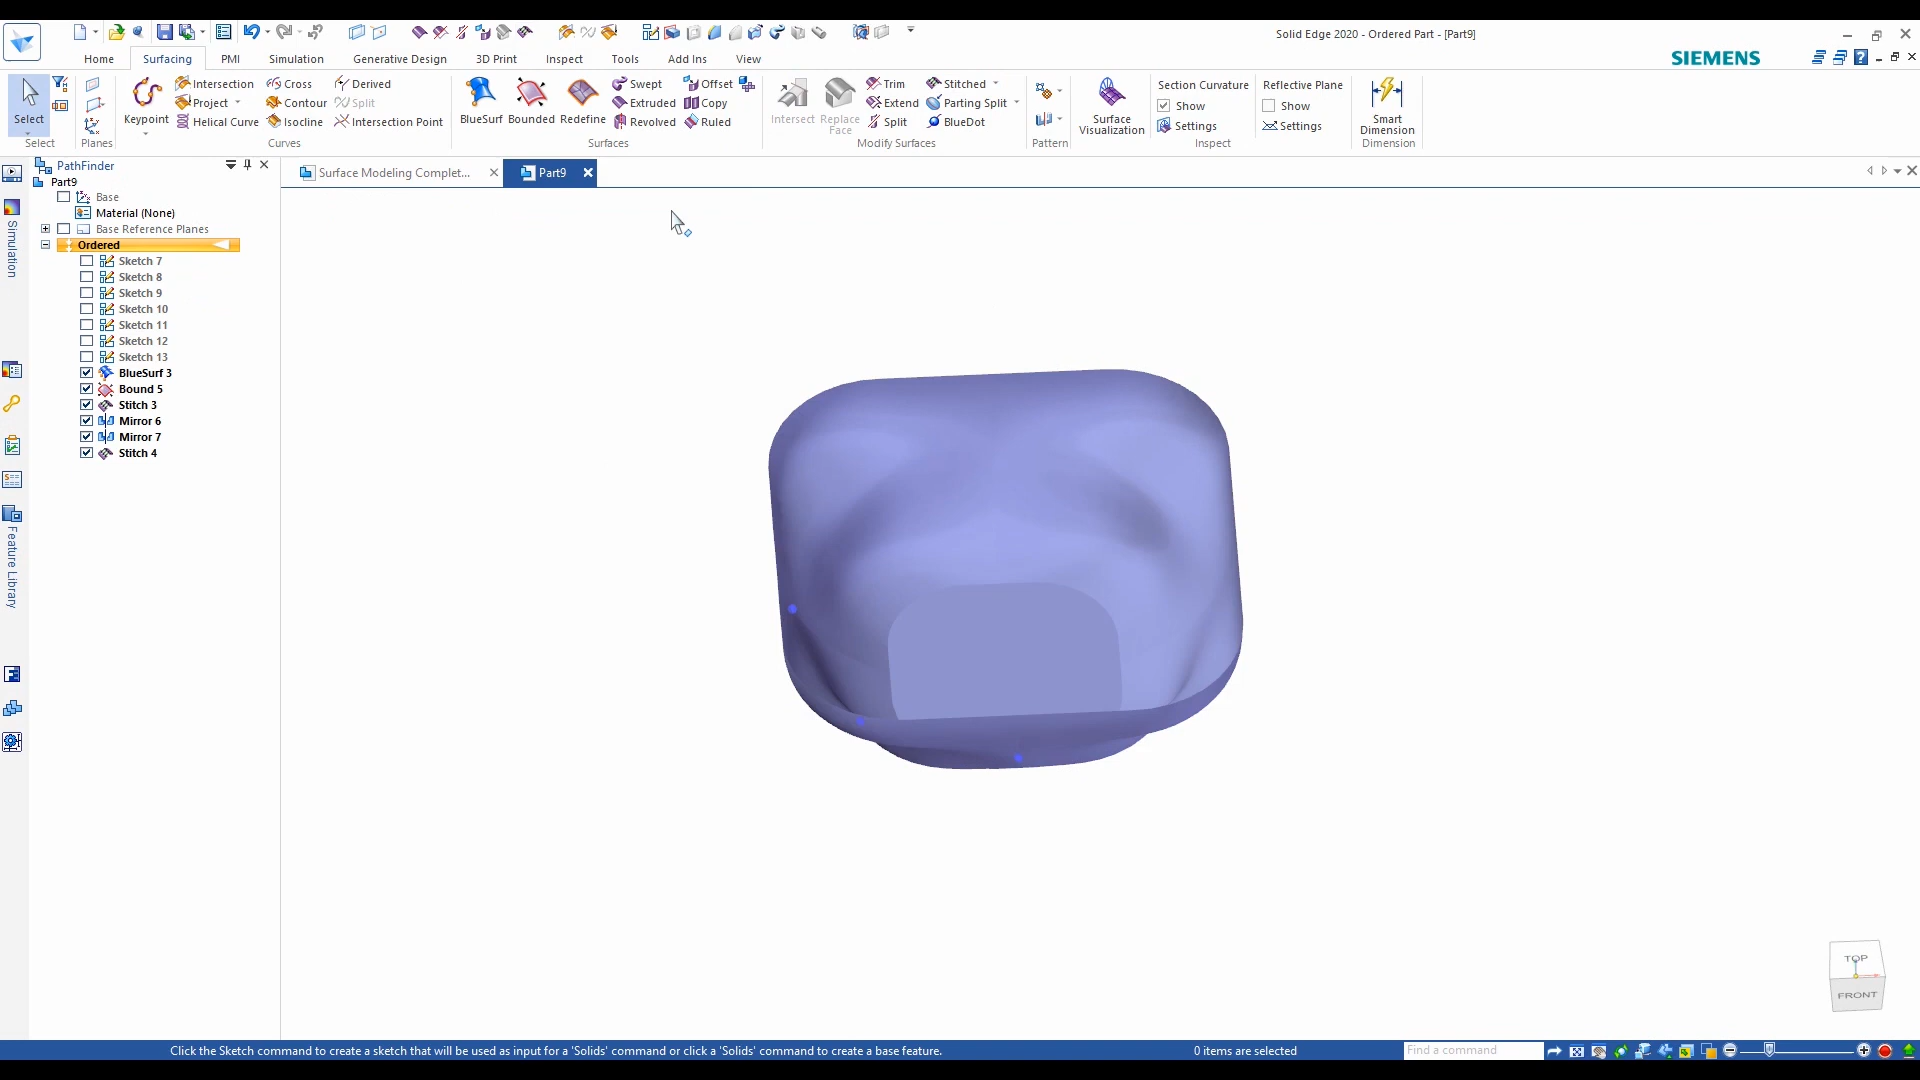 Solid Edge 2020 - Ordered Part - [Part9]
Home Surfacing PMI Simulation Generative Design 3D Print Inspect Tools Add Ins View
SIEMENS
Select
Select
Planes
Keypoint
Intersection
Project
Helical Curve
Cross
Contour
Isocline
Derived
Split
Intersection Point
Curves
BlueSurf
Bounded
Redefine
Swept
Extruded
Revolved
Offset
Copy
Ruled
Surfaces
Intersect
Replace
Face
Trim
Extend
Split
Stitched
Parting Split
BlueDot
Modify Surfaces
Pattern
Surface
Visualization
Section Curvature
Show
Settings
Inspect
Reflective Plane
Show
Settings
Smart
Dimension
Dimension
PathFinder
Part9
Base
Material (None)
Base Reference Planes
Ordered
Sketch 7
Sketch 8
Sketch 9
Sketch 10
Sketch 11
Sketch 12
Sketch 13
BlueSurf 3
Bound 5
Stitch 3
Mirror 6
Mirror 7
Stitch 4
Simulation
Feature Library
Surface Modeling Complet...
Part9
TOP
FRONT
Click the Sketch command to create a sketch that will be used as input for a 'Solids' command or click a 'Solids' command to create a base feature.
0 items are selected
Find a command